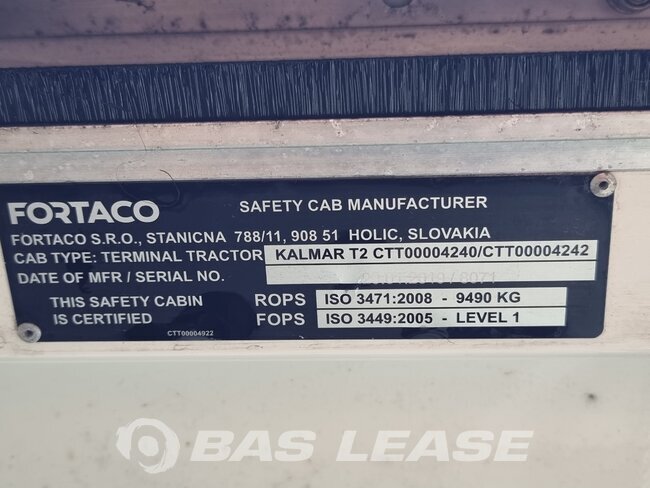 FORTACO
SAFETY CAB MANUFACTURER
FORTACO S.R.O., STANICNA 788/11, 908 51 HOLIC, SLOVAKIA
CAB TYPE: TERMINAL TRACTOR KALMAR T2 CTT00004240/CTT00004242
DATE OF MFR / SERIAL NO.
THIS SAFETY CABIN ROPS ISO 3471:2008 - 9490 KG
IS CERTIFIED FOPS ISO 3449:2005 - LEVEL 1
CTT00004922
BAS LEASE